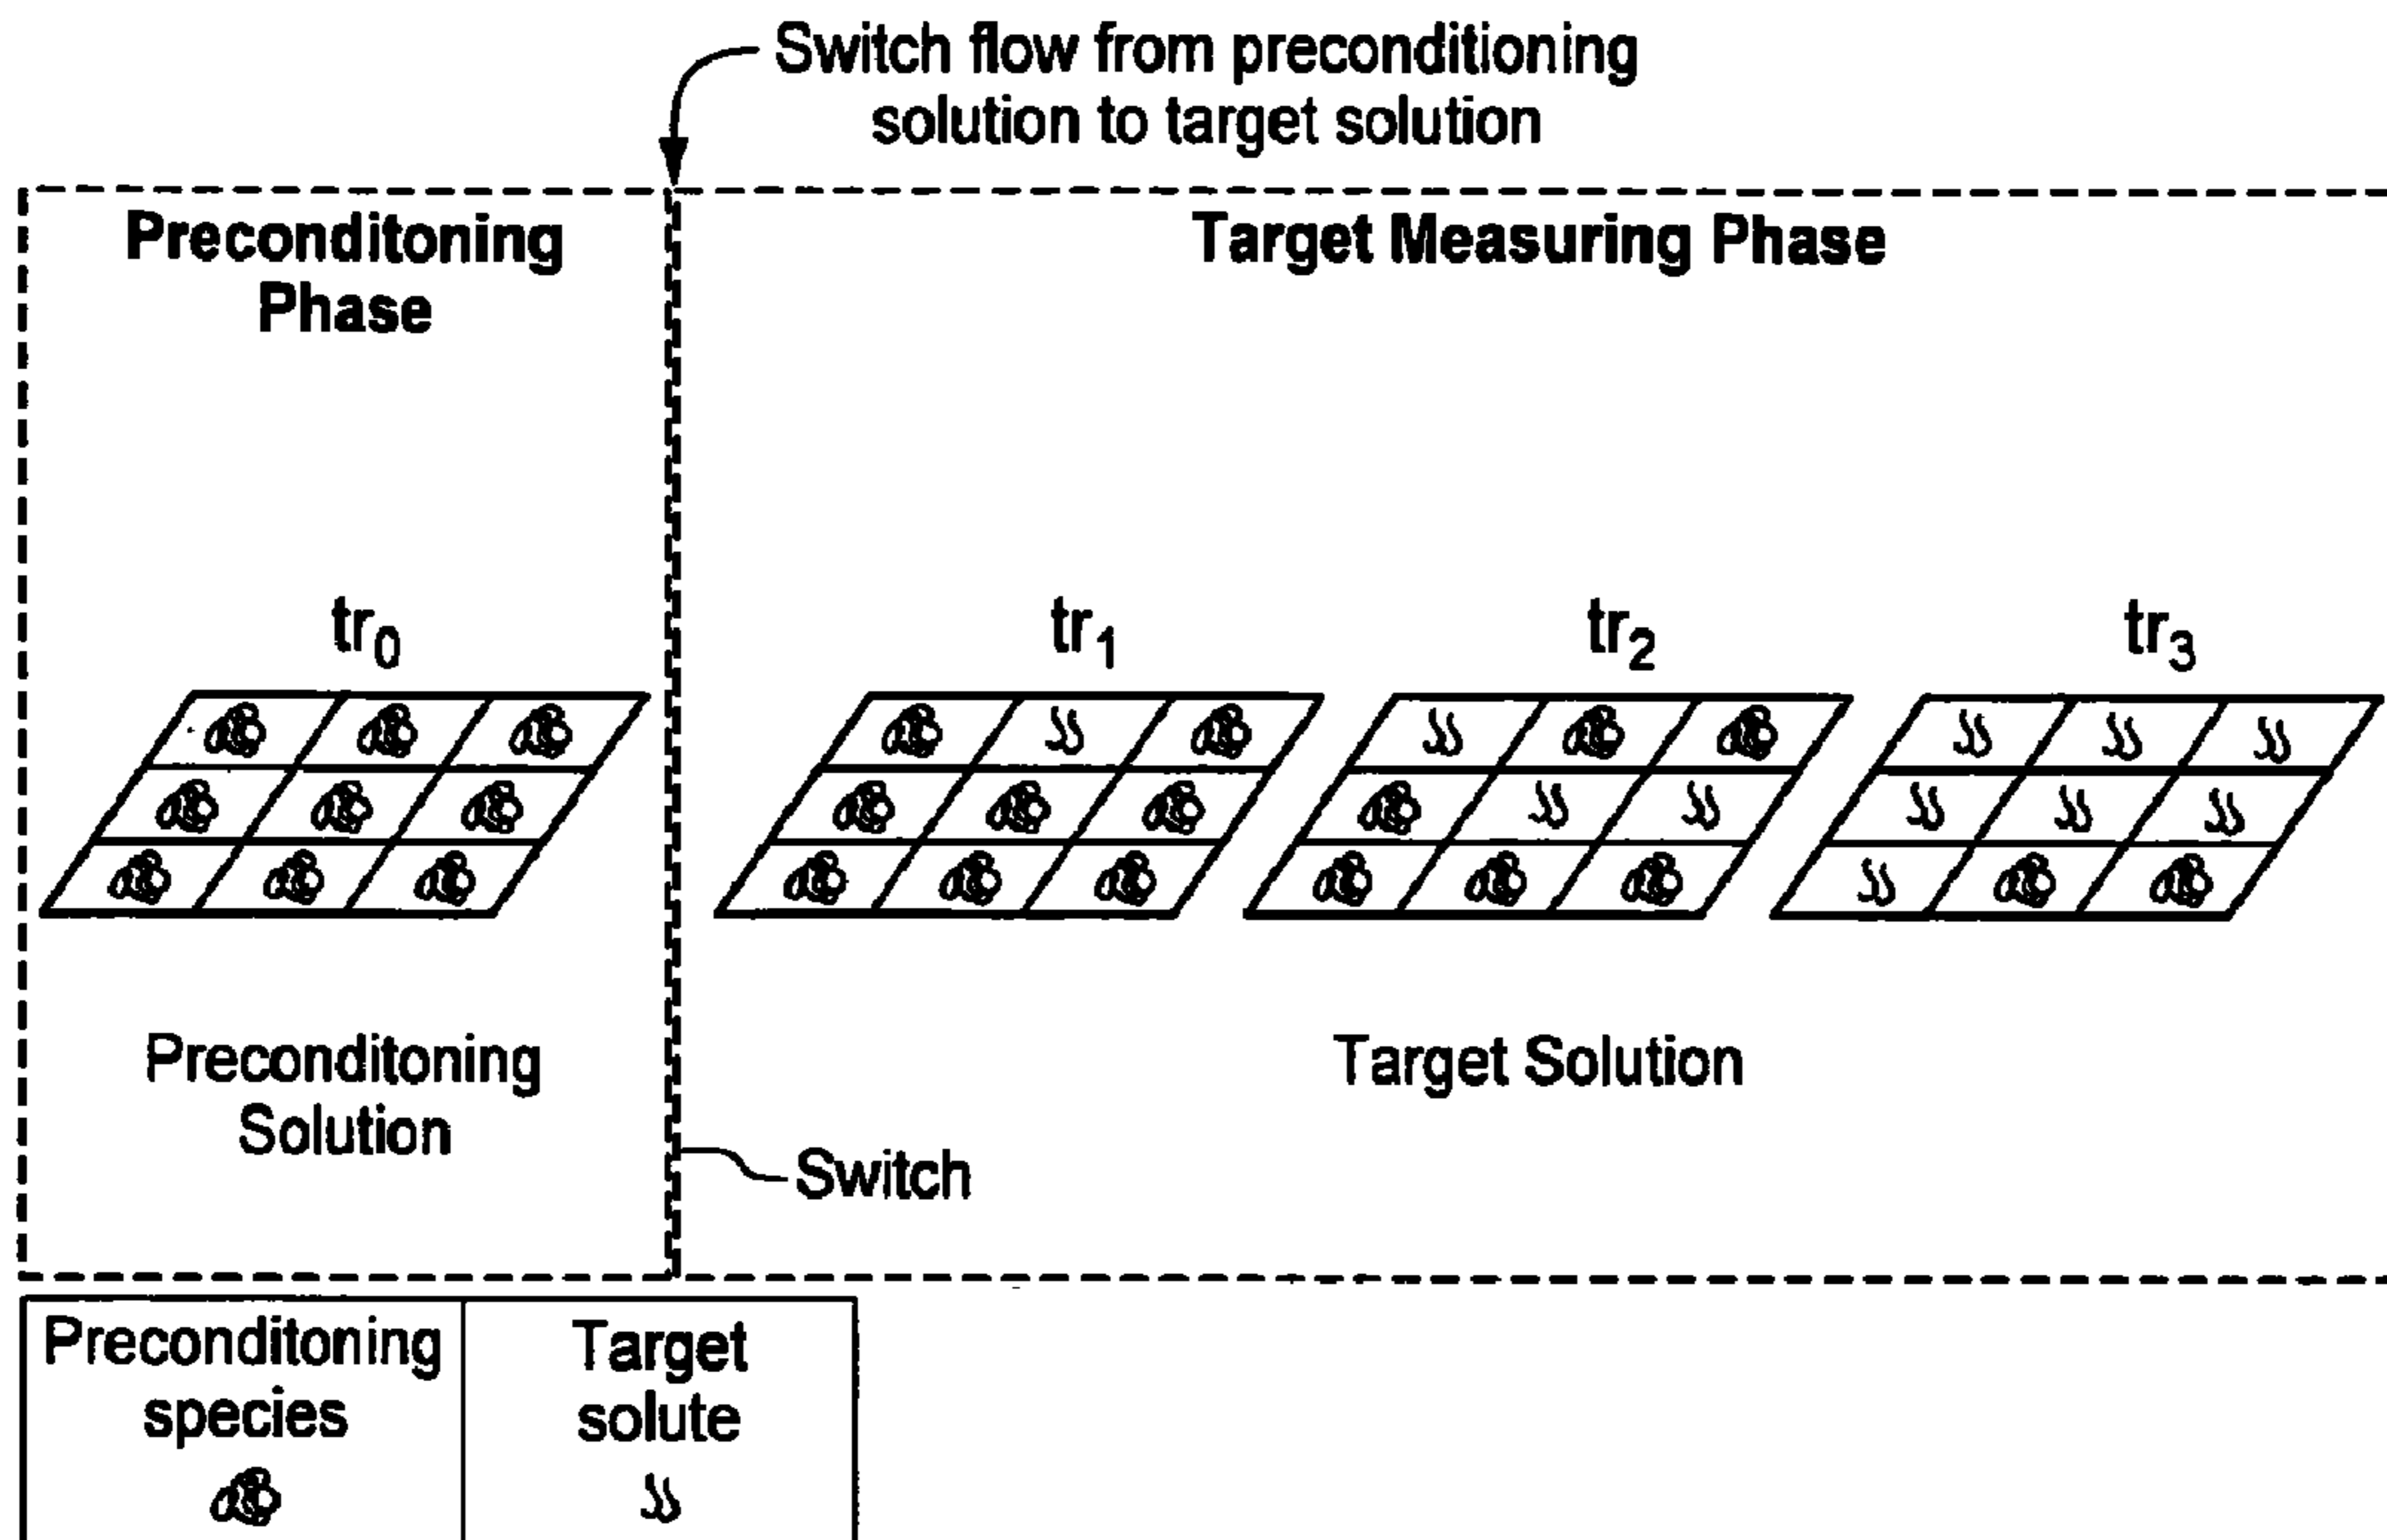 Switch flow from preconditioning
solution to target solution
Preconditoning
Phase
Target Measuring Phase
tr0
tr1
tr2
tr3
Preconditoning
Solution
Target Solution
Switch
Preconditoning
species
Target
solute